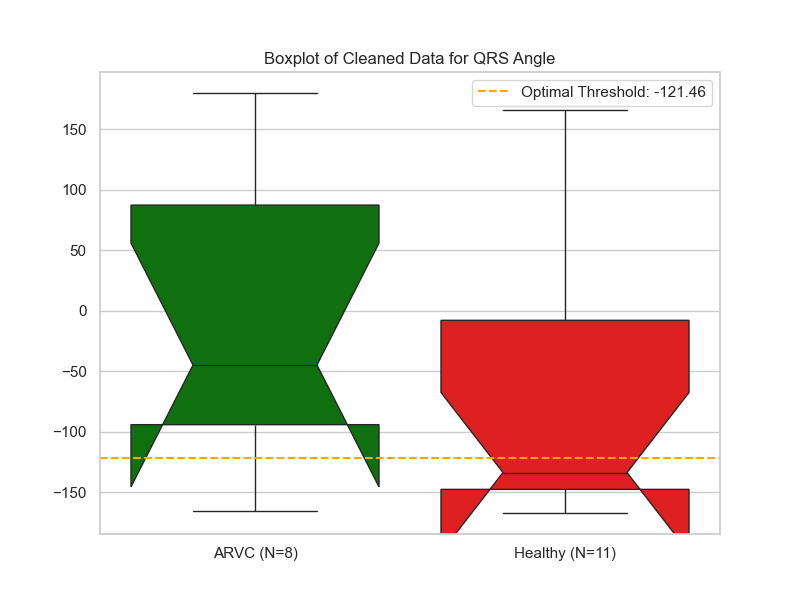 Boxplot of Cleaned Data for QRS Angle
Optimal Threshold: -121.46
150
100
50
0
−50
−100
−150
ARVC (N=8)
Healthy (N=11)